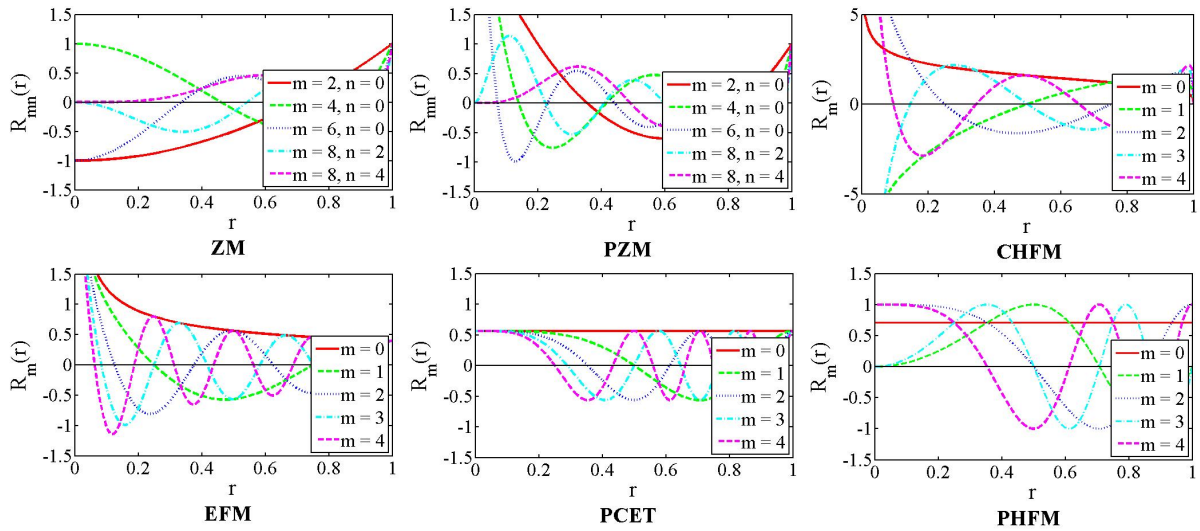 R_mn(r)
1.5
1
0.5
0
-0.5
-1
-1.5
0 0.2 0.4 0.6 0.8 1
r
m = 2, n = 0
m = 4, n = 0
m = 6, n = 0
m = 8, n = 2
m = 8, n = 4
ZM
R_mn(r)
1.5
1
0.5
0
-0.5
-1
-1.5
0 0.2 0.4 0.6 0.8 1
r
m = 2, n = 0
m = 4, n = 0
m = 6, n = 0
m = 8, n = 2
m = 8, n = 4
PZM
R_m(r)
5
0
-5
0 0.2 0.4 0.6 0.8 1
r
m = 0
m = 1
m = 2
m = 3
m = 4
CHFM
R_m(r)
1.5
1
0.5
0
-0.5
-1
-1.5
0 0.2 0.4 0.6 0.8 1
r
m = 0
m = 1
m = 2
m = 3
m = 4
EFM
R_m(r)
1.5
1
0.5
0
-0.5
-1
-1.5
0 0.2 0.4 0.6 0.8 1
r
m = 0
m = 1
m = 2
m = 3
m = 4
PCET
R_m(r)
1.5
1
0.5
0
-0.5
-1
-1.5
0 0.2 0.4 0.6 0.8 1
r
m = 0
m = 1
m = 2
m = 3
m = 4
PHFM